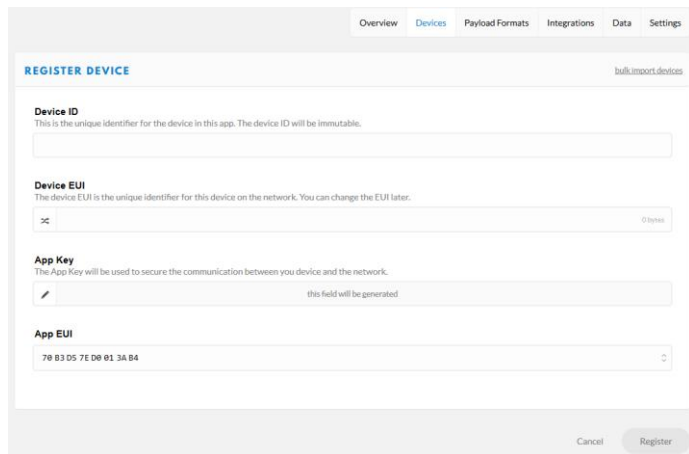 Overview Devices Payload Formats Integrations Data Settings
REGISTER DEVICE bulk import devices
Device ID
This is the unique identifier for the device in this app. The device ID will be immutable.
Device EUI
The device EUI is the unique identifier for this device on the network. You can change the EUI later.
0 bytes
App Key
The App Key will be used to secure the communication between you device and the network.
this field will be generated
App EUI
70 B3 D5 7E D0 01 3A B4
Cancel Register